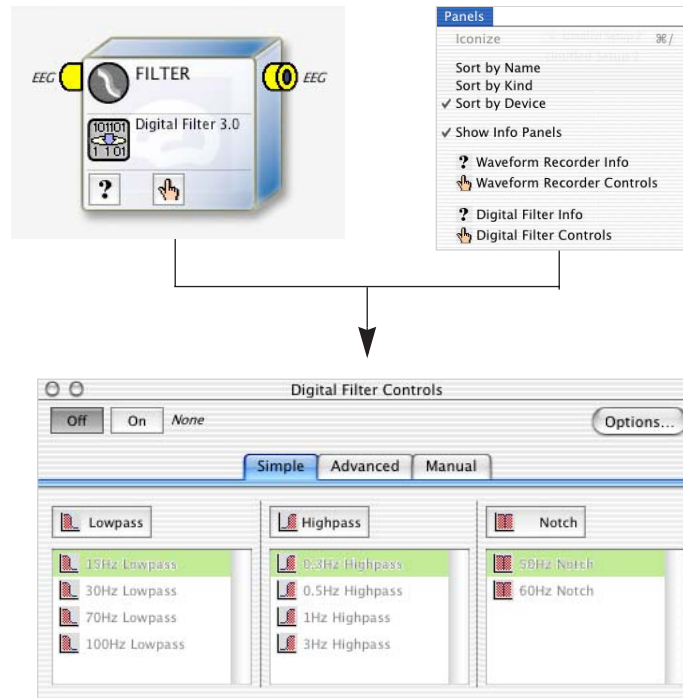 EEG
FILTER
EEG
Digital Filter 3.0
?
Panels
Iconize ⌘/
Sort by Name
Sort by Kind
✓ Sort by Device
✓ Show Info Panels
? Waveform Recorder Info
Waveform Recorder Controls
? Digital Filter Info
Digital Filter Controls
Digital Filter Controls
Off On None Options...
Simple Advanced Manual
Lowpass Highpass Notch
15Hz Lowpass 0.3Hz Highpass 50Hz Notch
30Hz Lowpass 0.5Hz Highpass 60Hz Notch
70Hz Lowpass 1Hz Highpass
100Hz Lowpass 3Hz Highpass